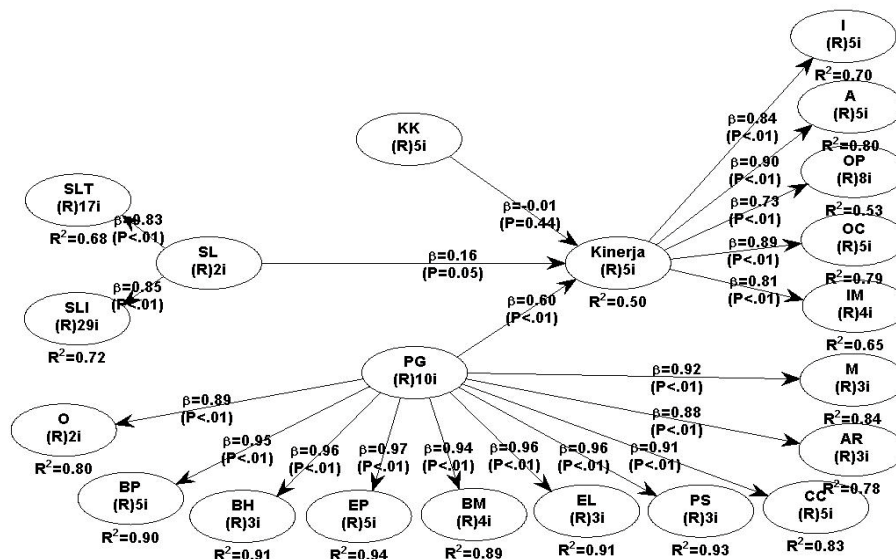 I
(R)5i
R²=0.70
A
(R)5i
R²=0.80
OP
(R)8i
R²=0.53
OC
(R)5i
R²=0.79
IM
(R)4i
R²=0.65
β=0.84
(P<.01)
β=0.90
(P<.01)
β=0.73
(P<.01)
β=0.89
(P<.01)
β=0.81
(P<.01)
KK
(R)5i
β=-0.01
(P=0.44)
SLT
(R)17i
R²=0.68
β=0.83
(P<.01)
SL
(R)2i
β=0.16
(P=0.05)
Kinerja
(R)5i
R²=0.50
β=0.85
(P<.01)
SLI
(R)29i
R²=0.72
β=0.60
(P<.01)
PG
(R)10i
β=0.92
(P<.01)
M
(R)3i
R²=0.84
β=0.88
(P<.01)
AR
(R)3i
R²=0.78
β=0.89
(P<.01)
O
(R)2i
R²=0.80
β=0.95
(P<.01)
β=0.96
(P<.01)
β=0.97
(P<.01)
β=0.94
(P<.01)
β=0.96
(P<.01)
β=0.96
(P<.01)
β=0.91
(P<.01)
BP
(R)5i
R²=0.90
BH
(R)3i
R²=0.91
EP
(R)5i
R²=0.94
BM
(R)4i
R²=0.89
EL
(R)3i
R²=0.91
PS
(R)3i
R²=0.93
CC
(R)5i
R²=0.83